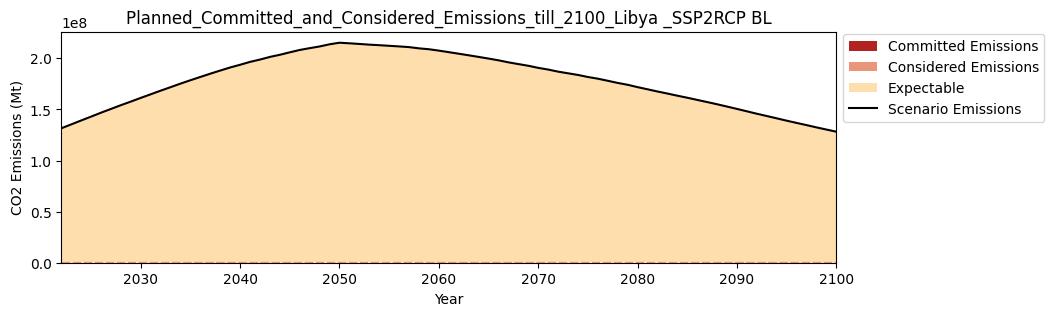 Planned_Committed_and_Considered_Emissions_till_2100_Libya _SSP2RCP BL
1e8
CO2 Emissions (Mt)
2.0
1.5
1.0
0.5
0.0
2030 2040 2050 2060 2070 2080 2090 2100
Year
Committed Emissions
Considered Emissions
Expectable
Scenario Emissions